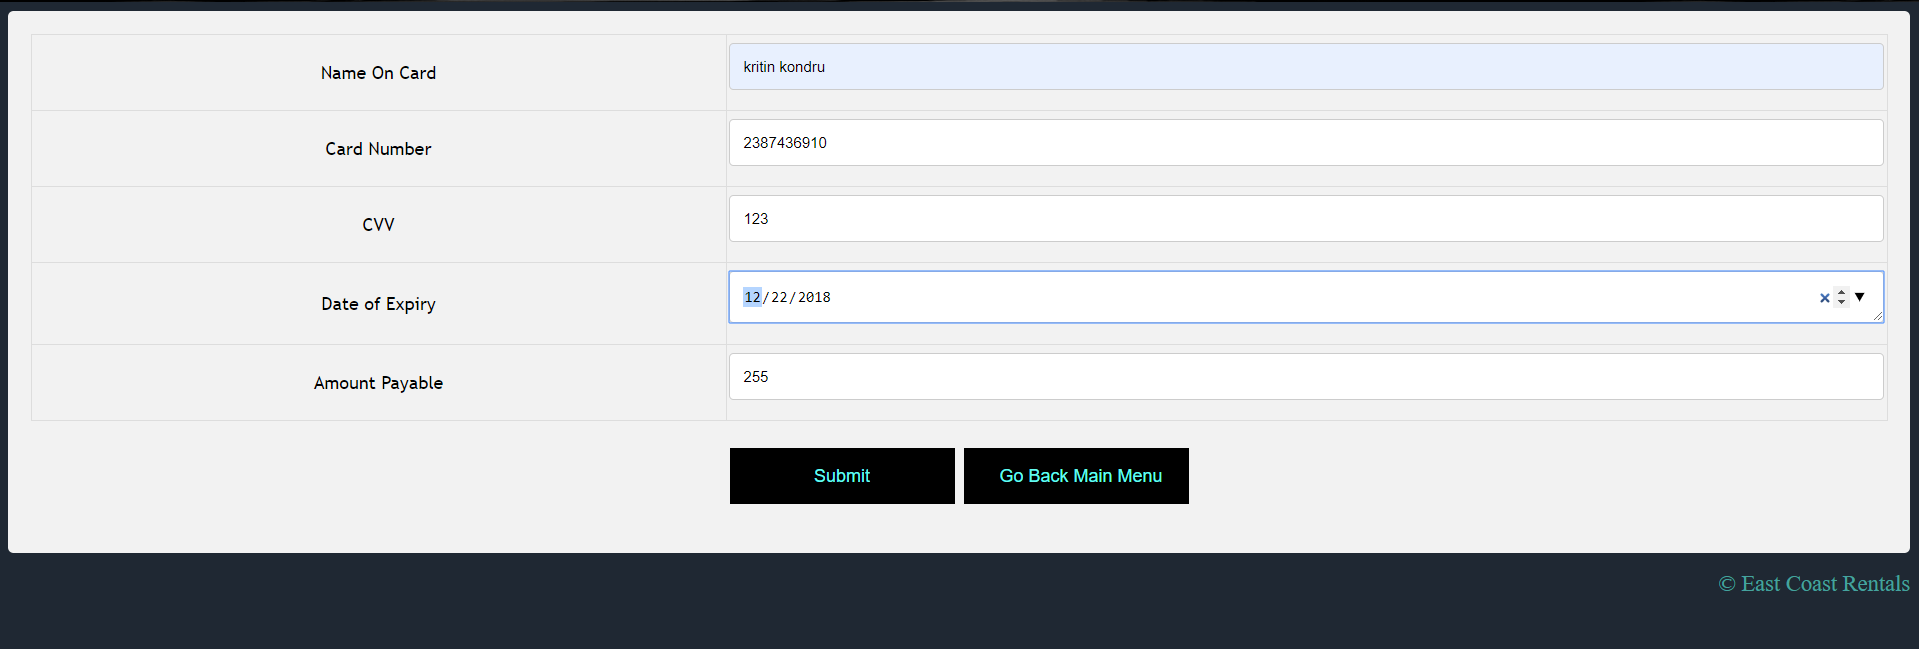 Name On Card
kritin kondru
Card Number
2387436910
CVV
123
Date of Expiry
12/22/2018
Amount Payable
255
Submit
Go Back Main Menu
© East Coast Rentals